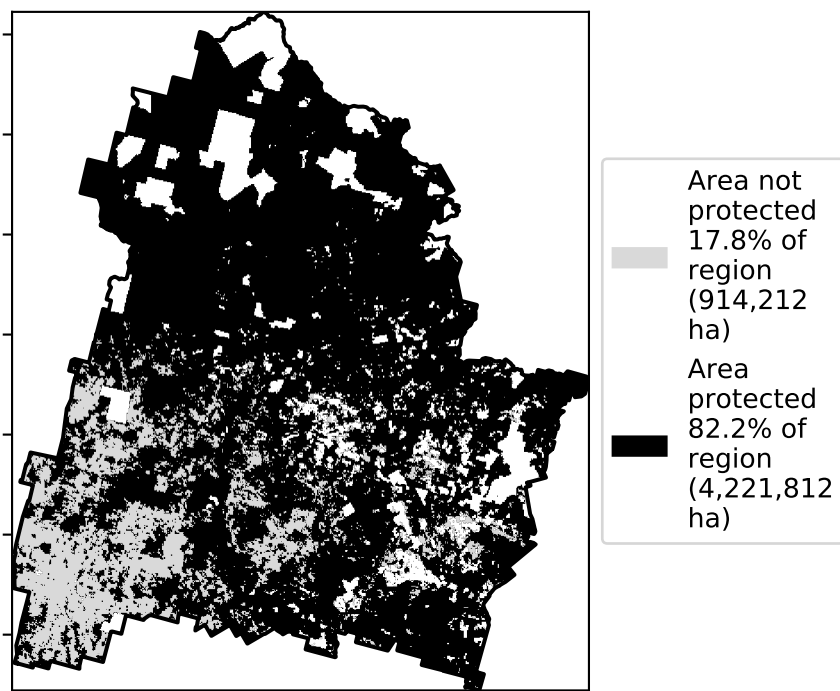 Area not
protected
17.8% of
region
(914,212
ha)
Area
protected
82.2% of
region
(4,221,812
ha)